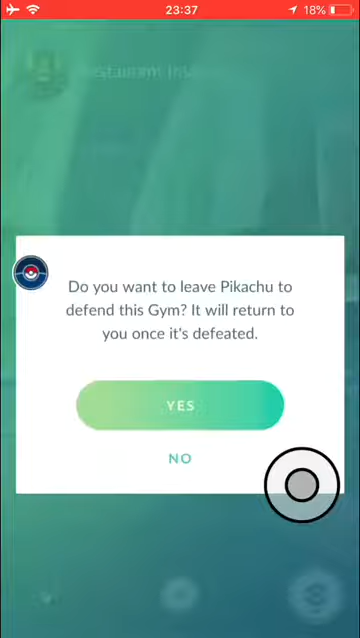 23:37
18%
Do you want to leave Pikachu to
defend this Gym? It will return to
you once it's defeated.
YES
NO